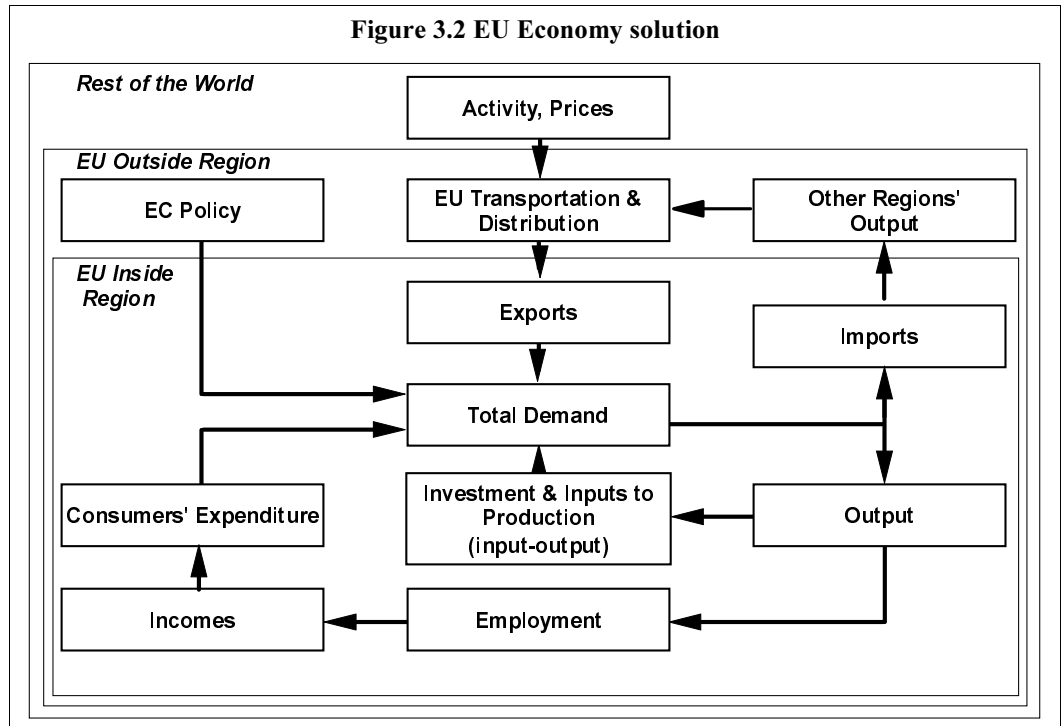 Figure 3.2 EU Economy solution
Rest of the World
Activity, Prices
EU Outside Region
EC Policy
EU Transportation &
Distribution
Other Regions'
Output
EU Inside
Region
Exports
Imports
Total Demand
Consumers' Expenditure
Investment & Inputs to
Production
(input-output)
Output
Incomes
Employment